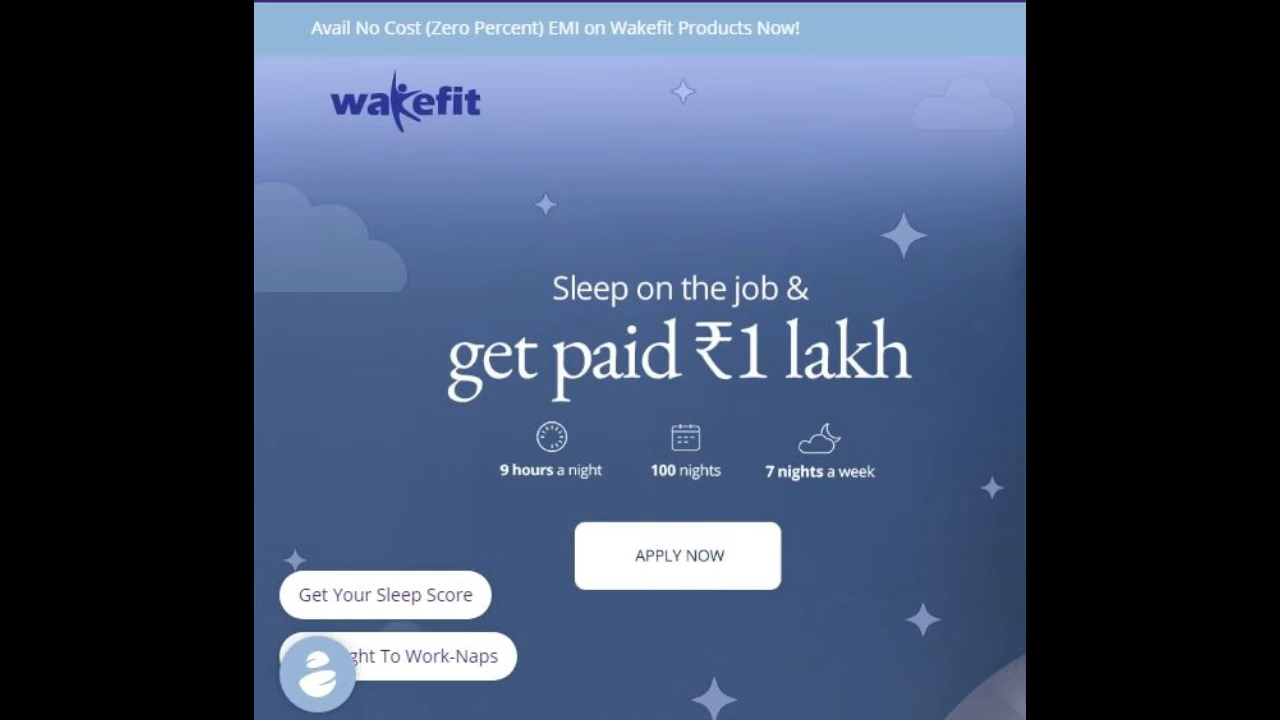 Avail No Cost (Zero Percent) EMI on Wakefit Products Now!
wakefit
Sleep on the job &
get paid ₹1 lakh
9 hours a night
100 nights
7 nights a week
APPLY NOW
Get Your Sleep Score
To Work-Naps